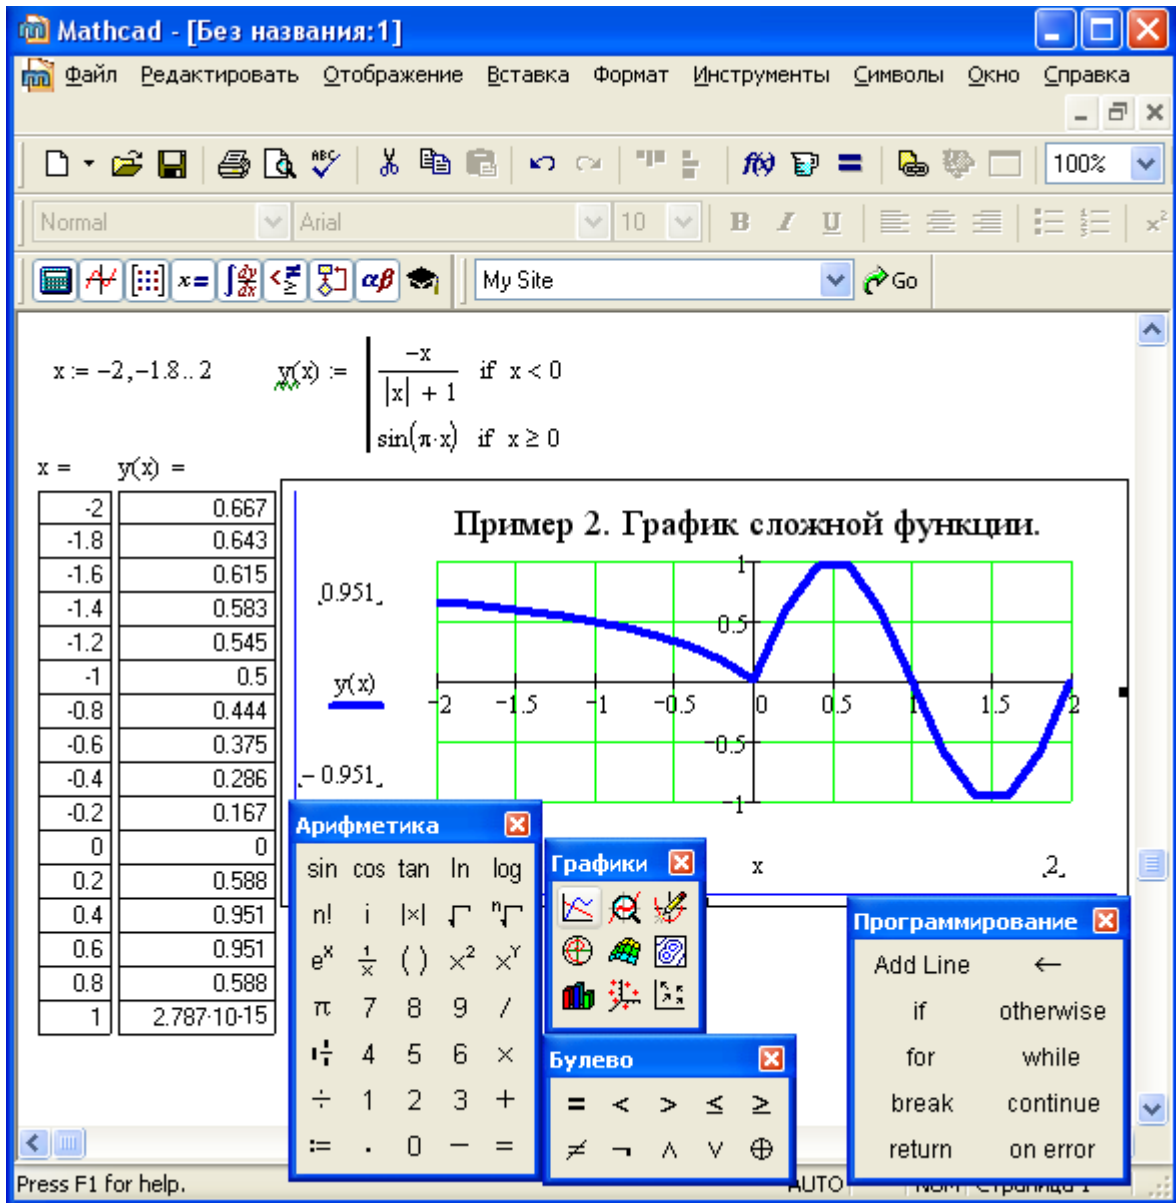 Mathcad - [Без названия:1]
Файл Редактировать Отображение Вставка Формат Инструменты Символы Окно Справка
100%
Normal Arial 10 B I U x²
x= αβ My Site Go
x := −2,−1.8.. 2 y(x) := −x / |x| + 1 if x < 0
sin(π·x) if x ≥ 0
x = y(x) =
-2 0.667
-1.8 0.643
-1.6 0.615
-1.4 0.583
-1.2 0.545
-1 0.5
-0.8 0.444
-0.6 0.375
-0.4 0.286
-0.2 0.167
0 0
0.2 0.588
0.4 0.951
0.6 0.951
0.8 0.588
1 2.787·10-15
Пример 2. График сложной функции.
0.951
y(x)
− 0.951
1
0.5
−2 −1.5 −1 −0.5 0 0.5 1 1.5 2
−0.5
−1
x 2
Арифметика
sin cos tan ln log
n! i |×| √ ⁿ√
eˣ 1/x ( ) ×² ×ʸ
π 7 8 9 /
1½ 4 5 6 ×
÷ 1 2 3 +
:= . 0 − =
Графики
Булево
= < > ≤ ≥
≠ ¬ ∧ ∨ ⊕
Программирование
Add Line ←
if otherwise
for while
break continue
return on error
Press F1 for help. AUTO NUM Страница 1